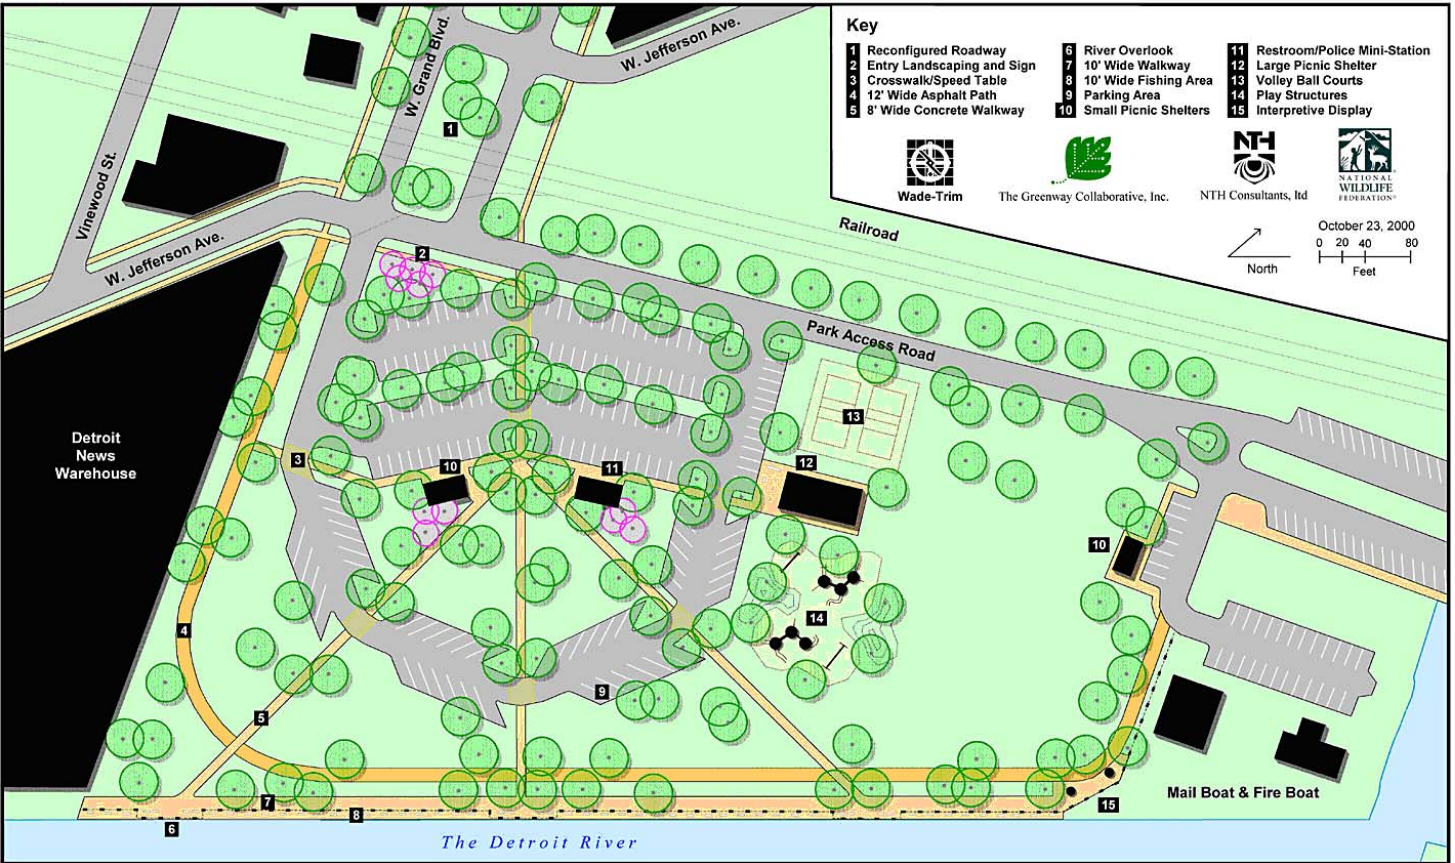 Key
1 Reconfigured Roadway
2 Entry Landscaping and Sign
3 Crosswalk/Speed Table
4 12' Wide Asphalt Path
5 8' Wide Concrete Walkway
6 River Overlook
7 10' Wide Walkway
8 10' Wide Fishing Area
9 Parking Area
10 Small Picnic Shelters
11 Restroom/Police Mini-Station
12 Large Picnic Shelter
13 Volley Ball Courts
14 Play Structures
15 Interpretive Display
Wade-Trim
The Greenway Collaborative, Inc.
NTH
NTH Consultants, ltd
NATIONAL
WILDLIFE
FEDERATION
October 23, 2000
0 20 40 80
Feet
North
W. Grand Blvd.
W. Jefferson Ave.
1
Vinewood St.
W. Jefferson Ave.
Railroad
2
Park Access Road
13
Detroit
News
Warehouse
3
10
11
12
10
14
4
9
5
Mail Boat & Fire Boat
15
7
8
6
The Detroit River